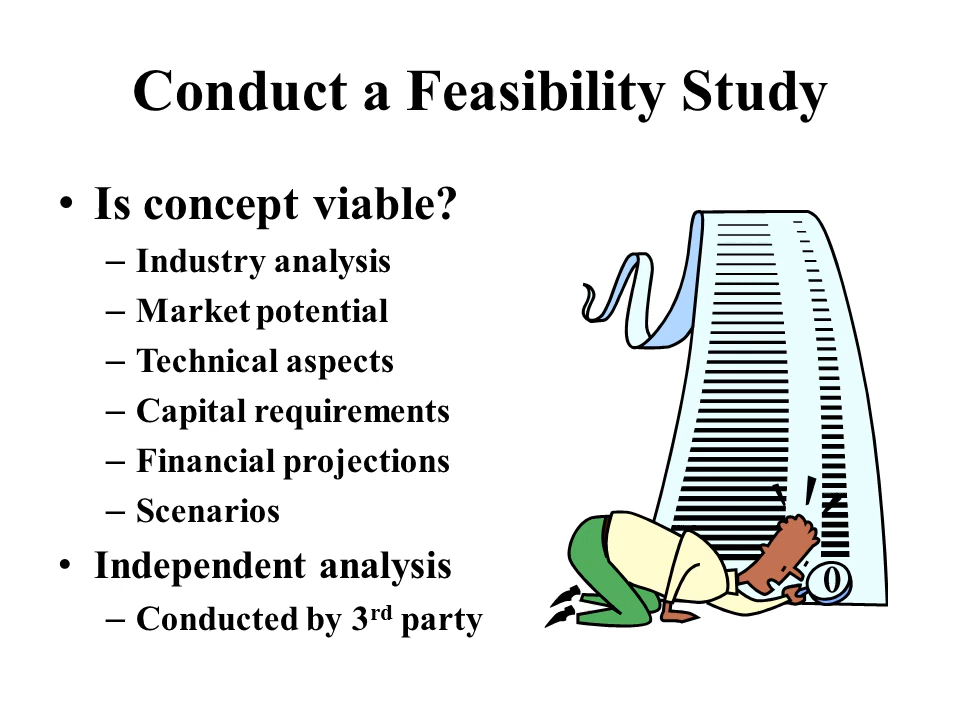 Conduct a Feasibility Study
• Is concept viable?
– Industry analysis
– Market potential
– Technical aspects
– Capital requirements
– Financial projections
– Scenarios
• Independent analysis
– Conducted by 3rd party
0